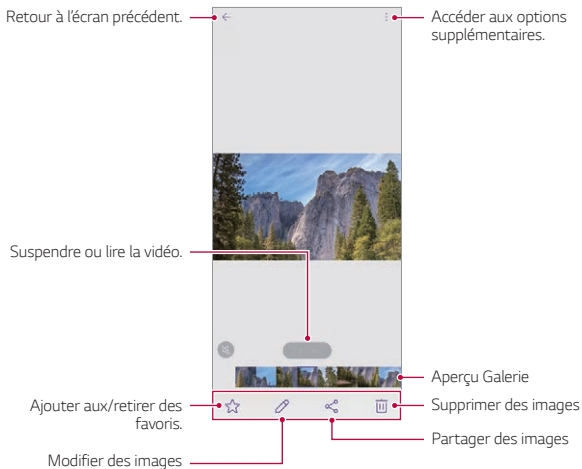 Retour à l'écran précédent.
Accéder aux options
supplémentaires.
Suspendre ou lire la vidéo.
Aperçu Galerie
Ajouter aux/retirer des
favoris.
Supprimer des images
Partager des images
Modifier des images